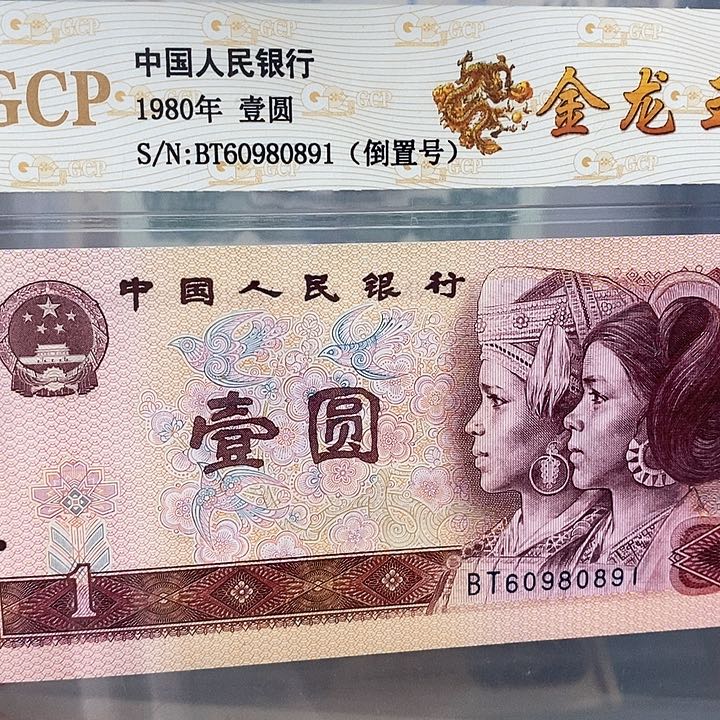 GCP
中国人民银行
1980年 壹圆
S/N:BT60980891（倒置号）
金龙王
中国人民银行
壹圆
1
BT60980891